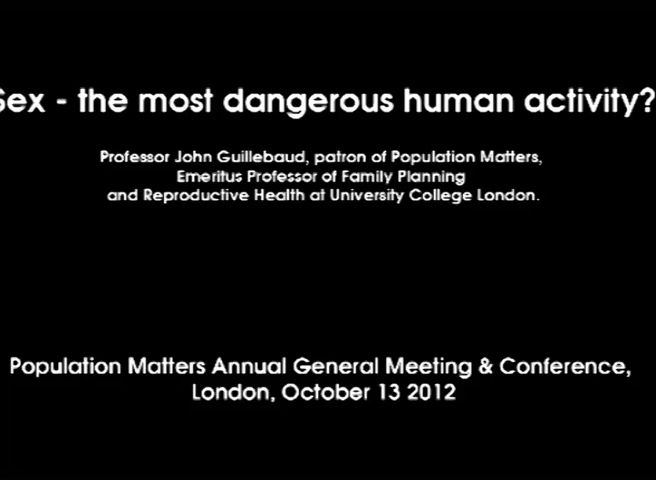 Sex - the most dangerous human activity?
Professor John Guillebaud, patron of Population Matters,
Emeritus Professor of Family Planning
and Reproductive Health at University College London.
Population Matters Annual General Meeting & Conference,
London, October 13 2012